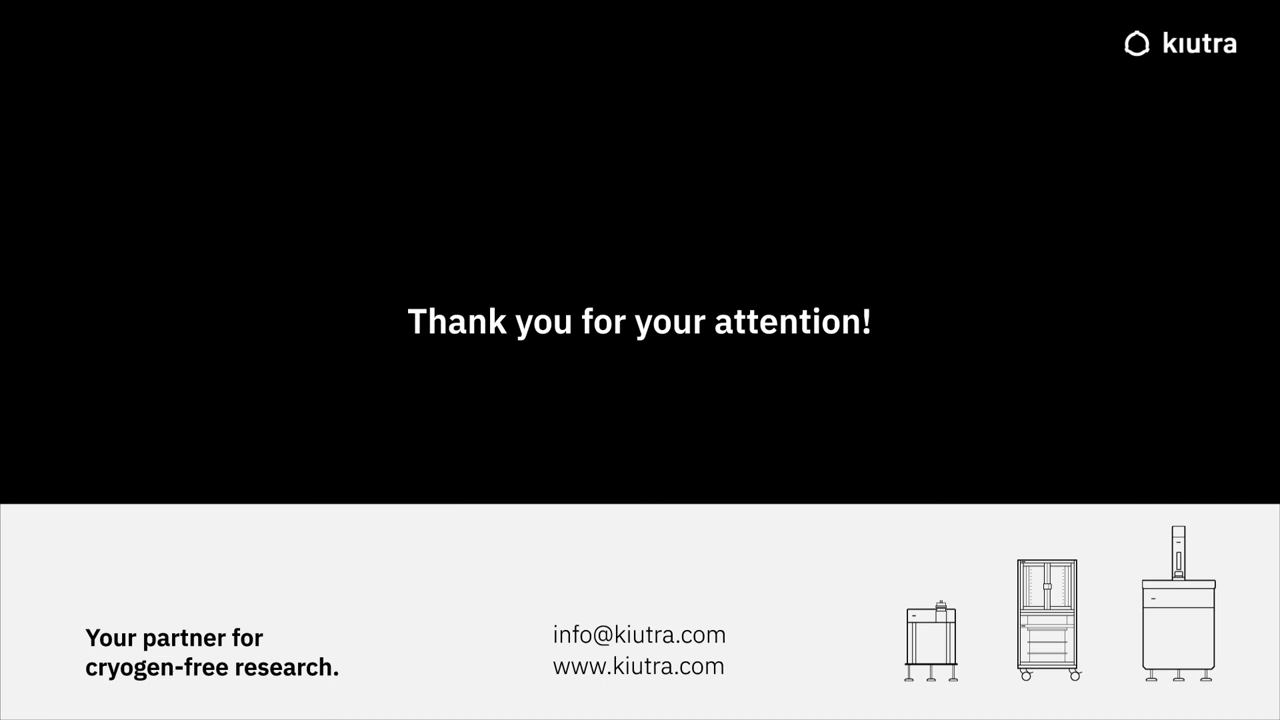 kiutra
Thank you for your attention!
Your partner for
cryogen-free research.
info@kiutra.com
www.kiutra.com